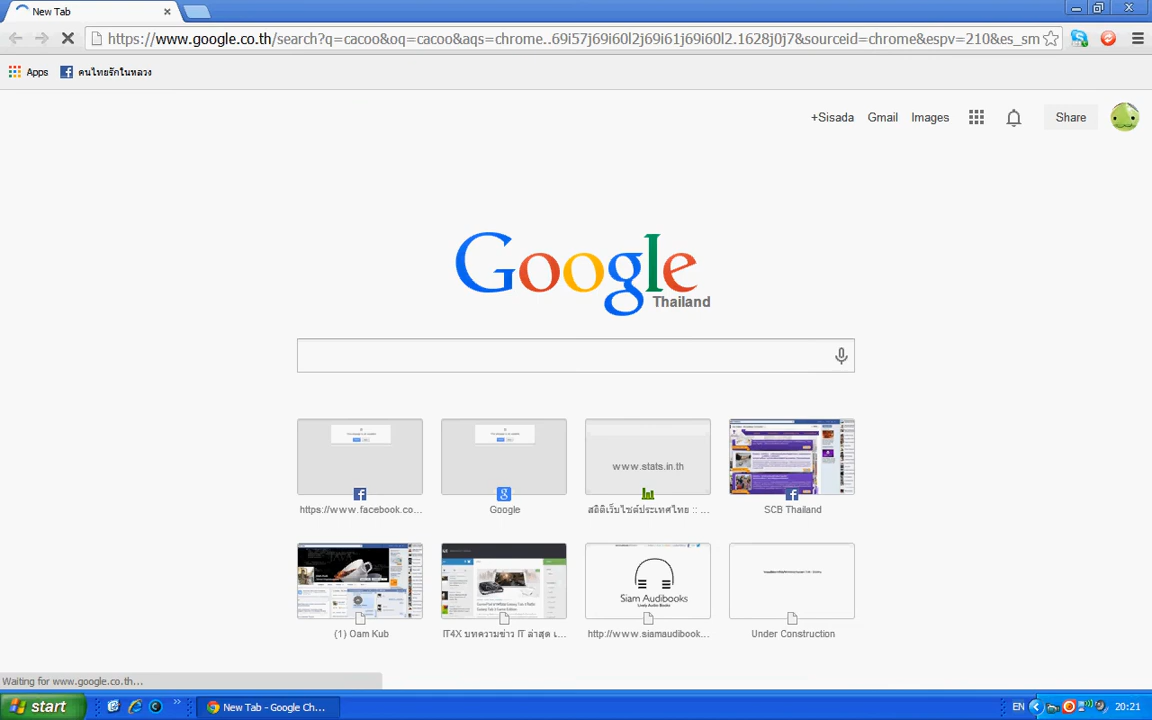 New Tab
https://www.google.co.th/search?q=cacoo&oq=cacoo&aqs=chrome..69i57j69i60l2j69i61j69i60l2.1628j0j7&sourceid=chrome&espv=210&es_sm
Apps คนไทยรักในหลวง
+Sisada Gmail Images Share
Google
Thailand
www.stats.in.th
https://www.facebook.co... Google สถิติเว็บไซต์ประเทศไทย :: ... SCB Thailand
Siam Audibooks
(1) Oam Kub IT4X บทความข่าว IT ล่าสุด เ... http://www.siamaudibook... Under Construction
Waiting for www.google.co.th...
start New Tab - Google Ch... EN 20:21